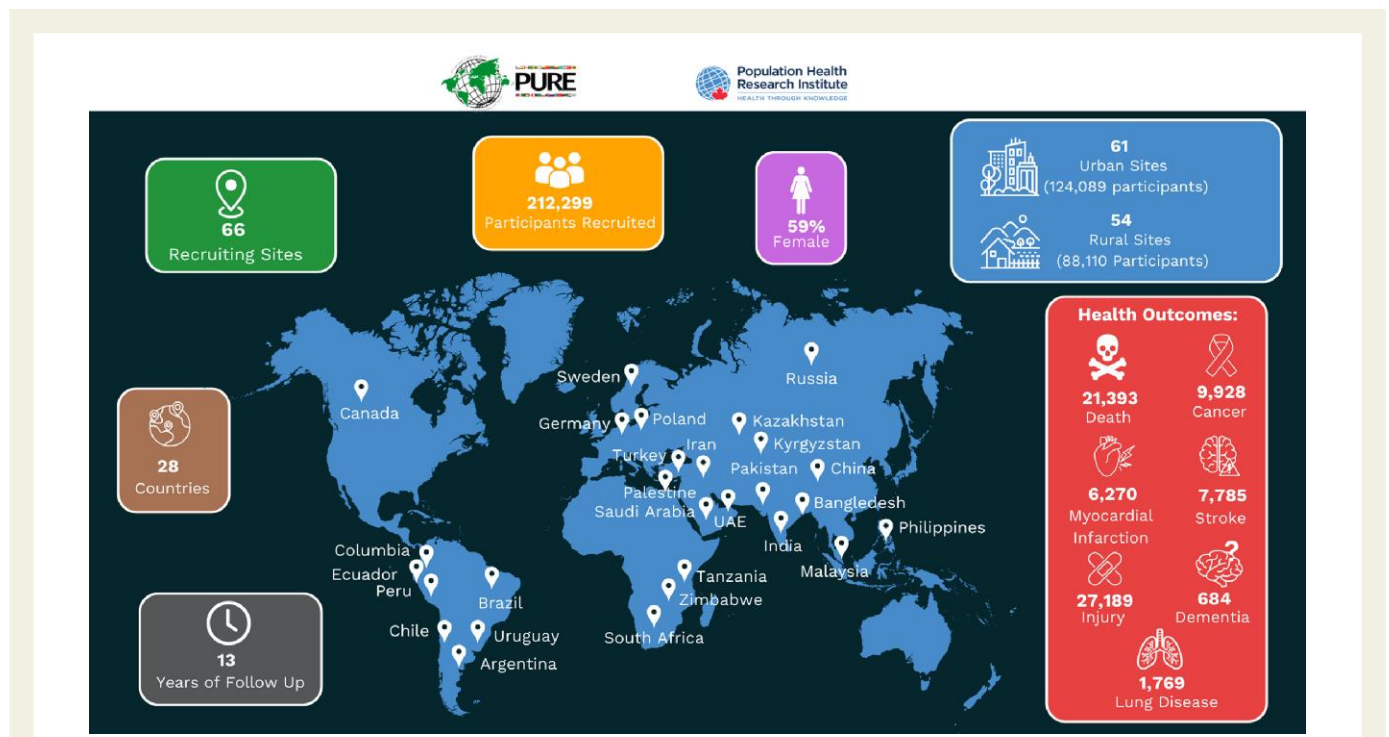 PURE
Population Health
Research Institute
HEALTH THROUGH KNOWLEDGE
66
Recruiting Sites
212,299
Participants Recruited
59%
Female
61
Urban Sites
(124,089 participants)
54
Rural Sites
(88,110 Participants)
28
Countries
13
Years of Follow Up
Canada
Sweden
Russia
Germany
Poland
Kazakhstan
Kyrgyzstan
Turkey
Iran
Pakistan
China
Palestine
Saudi Arabia
UAE
Bangledesh
India
Malaysia
Philippines
Columbia
Ecuador
Peru
Brazil
Chile
Uruguay
Argentina
Tanzania
Zimbabwe
South Africa
Health Outcomes:
21,393
Death
9,928
Cancer
6,270
Myocardial
Infarction
7,785
Stroke
27,189
Injury
?
684
Dementia
1,769
Lung Disease